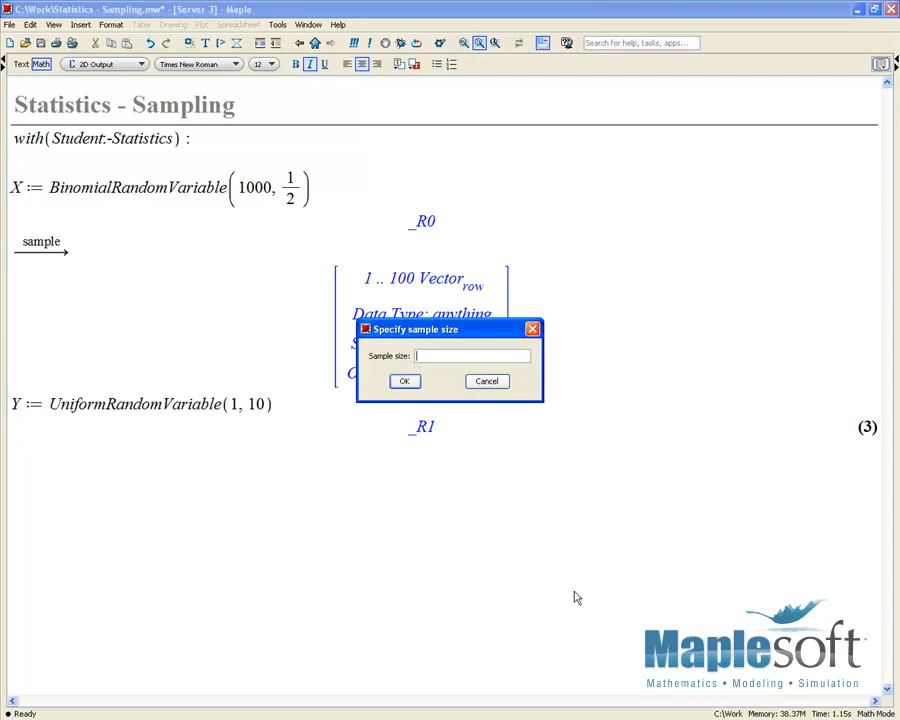 C:\Work\Statistics - Sampling.mw* - [Server 3] - Maple
File Edit View Insert Format Table Drawing Plot Spreadsheet Tools Window Help
Search for help, tasks, apps...
Text Math C 2D Output Times New Roman 12 B I U
Statistics - Sampling
with(Student:-Statistics) :
X := BinomialRandomVariable(1000, 1/2)
_R0
sample
1 .. 100 Vector row
Data Type: anything
Specify sample size
Sample size:
OK Cancel
Y := UniformRandomVariable(1, 10)
_R1
(3)
Maplesoft
Mathematics • Modeling • Simulation
Ready C:\Work Memory: 38.37M Time: 1.15s Math Mode